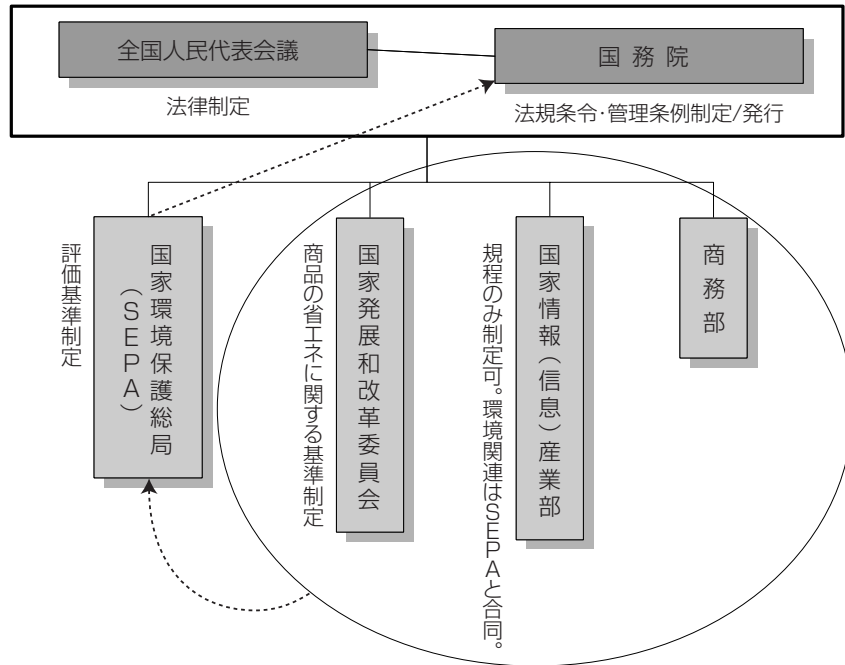 全国人民代表会議
国務院
法律制定
法規条令･管理条例制定/発行
評価基準制定
国家環境保護総局
（SEPA）
商品の省エネに関する基準制定
国家発展和改革委員会
規程のみ制定可。環境関連はSEPAと合同。
国家情報（信息）産業部
商務部